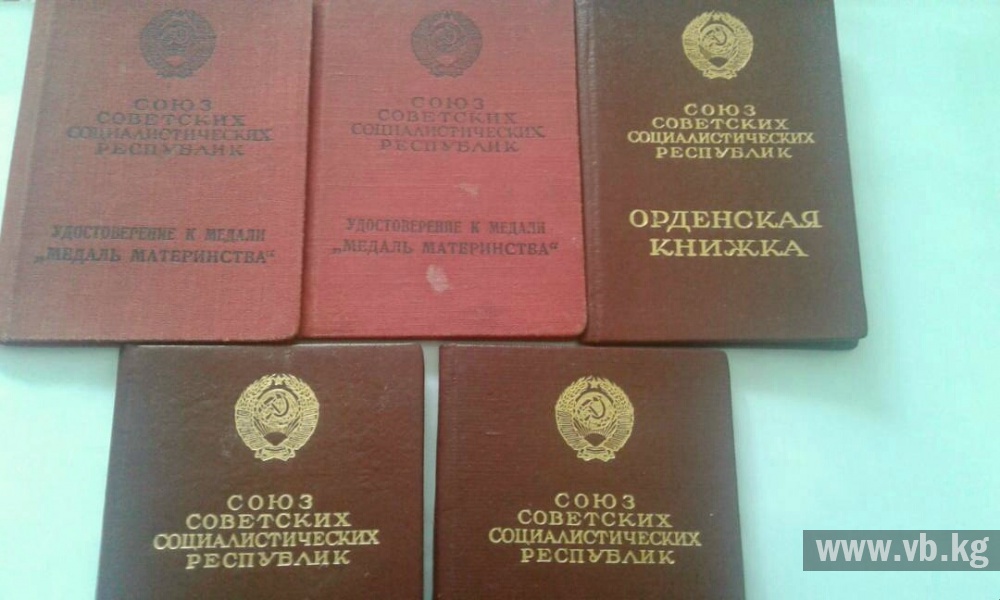 СОЮЗ
СОВЕТСКИХ
СОЦИАЛИСТИЧЕСКИХ
РЕСПУБЛИК
УДОСТОВЕРЕНИЕ К МЕДАЛИ
„МЕДАЛЬ МАТЕРИНСТВА“
СОЮЗ
СОВЕТСКИХ
СОЦИАЛИСТИЧЕСКИХ
РЕСПУБЛИК
УДОСТОВЕРЕНИЕ К МЕДАЛИ
„МЕДАЛЬ МАТЕРИНСТВА“
СОЮЗ
СОВЕТСКИХ
СОЦИАЛИСТИЧЕСКИХ
РЕСПУБЛИК
ОРДЕНСКАЯ
КНИЖКА
СОЮЗ
СОВЕТСКИХ
СОЦИАЛИСТИЧЕСКИХ
РЕСПУБЛИК
СОЮЗ
СОВЕТСКИХ
СОЦИАЛИСТИЧЕСКИХ
РЕСПУБЛИК
www.vb.kg